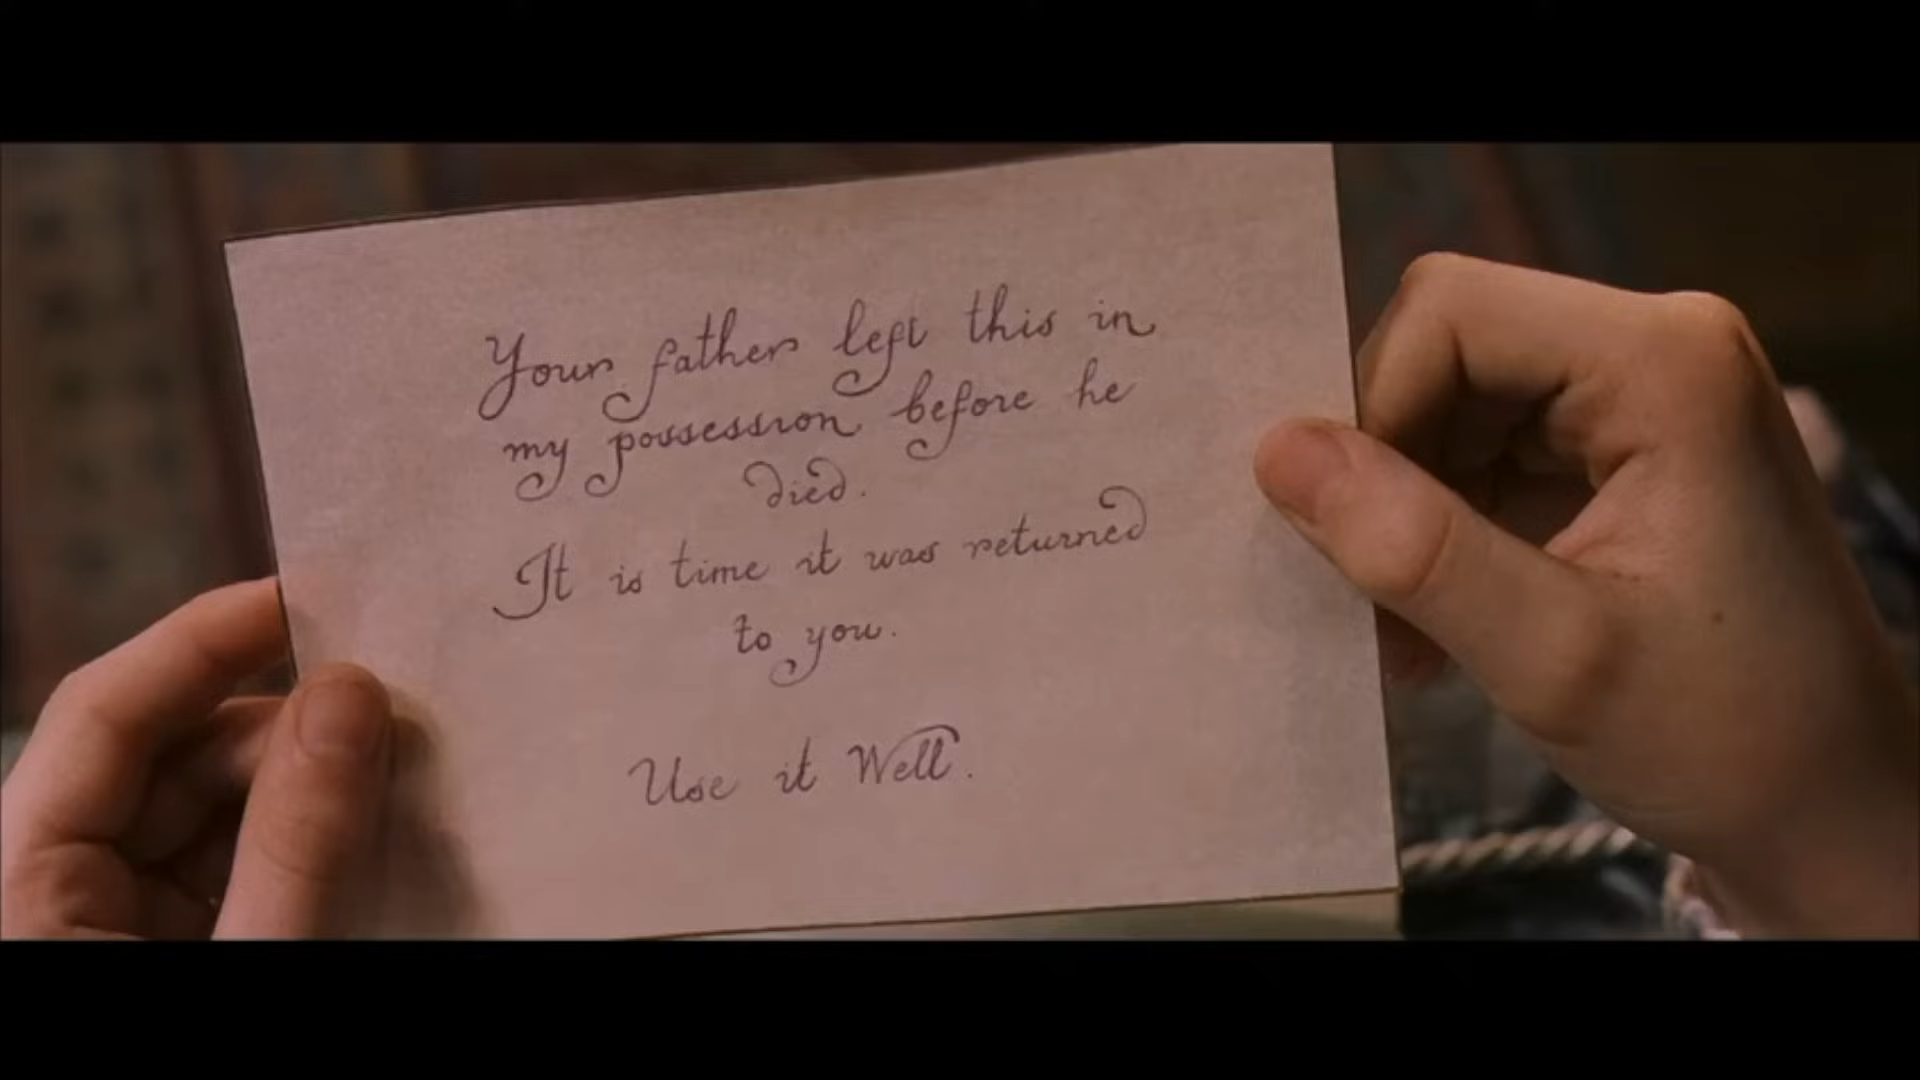 Your father left this in
my possession before he
died.
It is time it was returned
to you.
Use it Well.